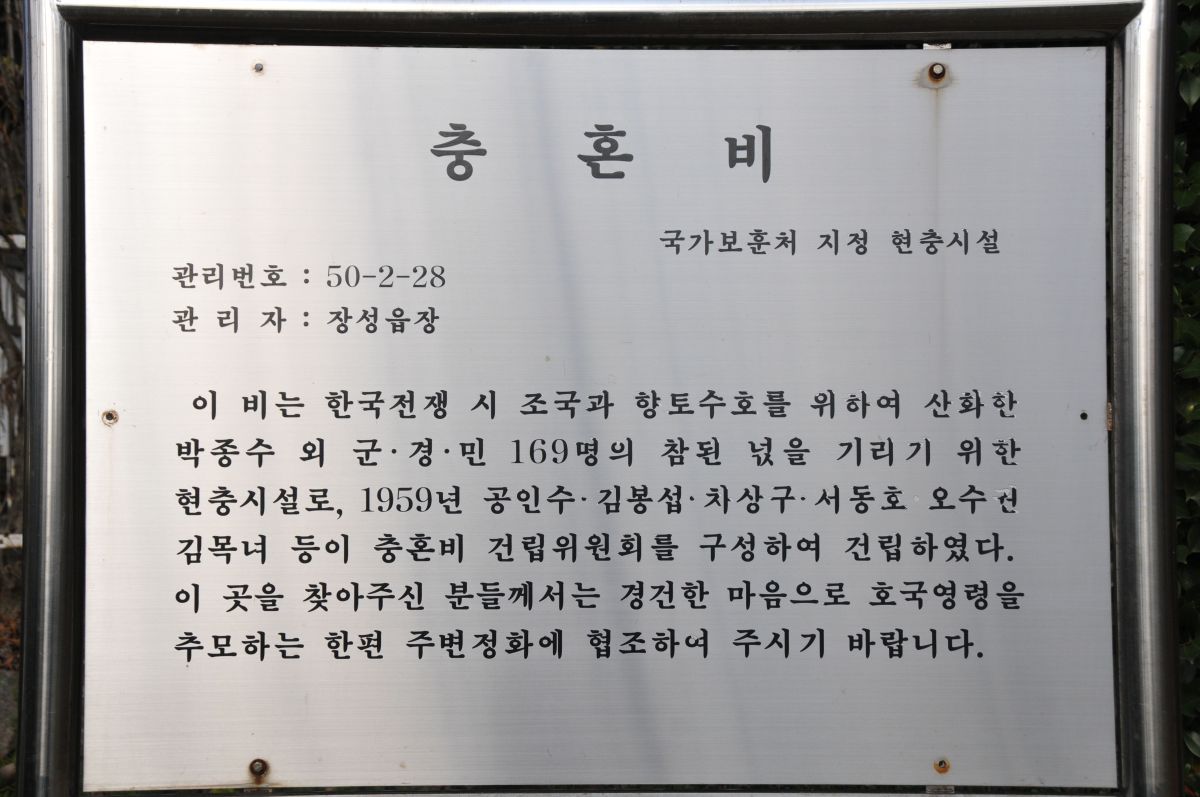 충 혼 비
국가보훈처 지정 현충시설
관리번호 : 50-2-28
관 리 자 : 장성읍장
이 비는 한국전쟁 시 조국과 향토수호를 위하여 산화한
박종수 외 군·경·민 169명의 참된 넋을 기리기 위한
현충시설로, 1959년 공인수·김봉섭·차상구·서동호·
김목녀 등이 충혼비 건립위원회를 구성하여 건립하였다.
이 곳을 찾아주신 분들께서는 경건한 마음으로 호국영령을
추모하는 한편 주변정화에 협조하여 주시기 바랍니다.